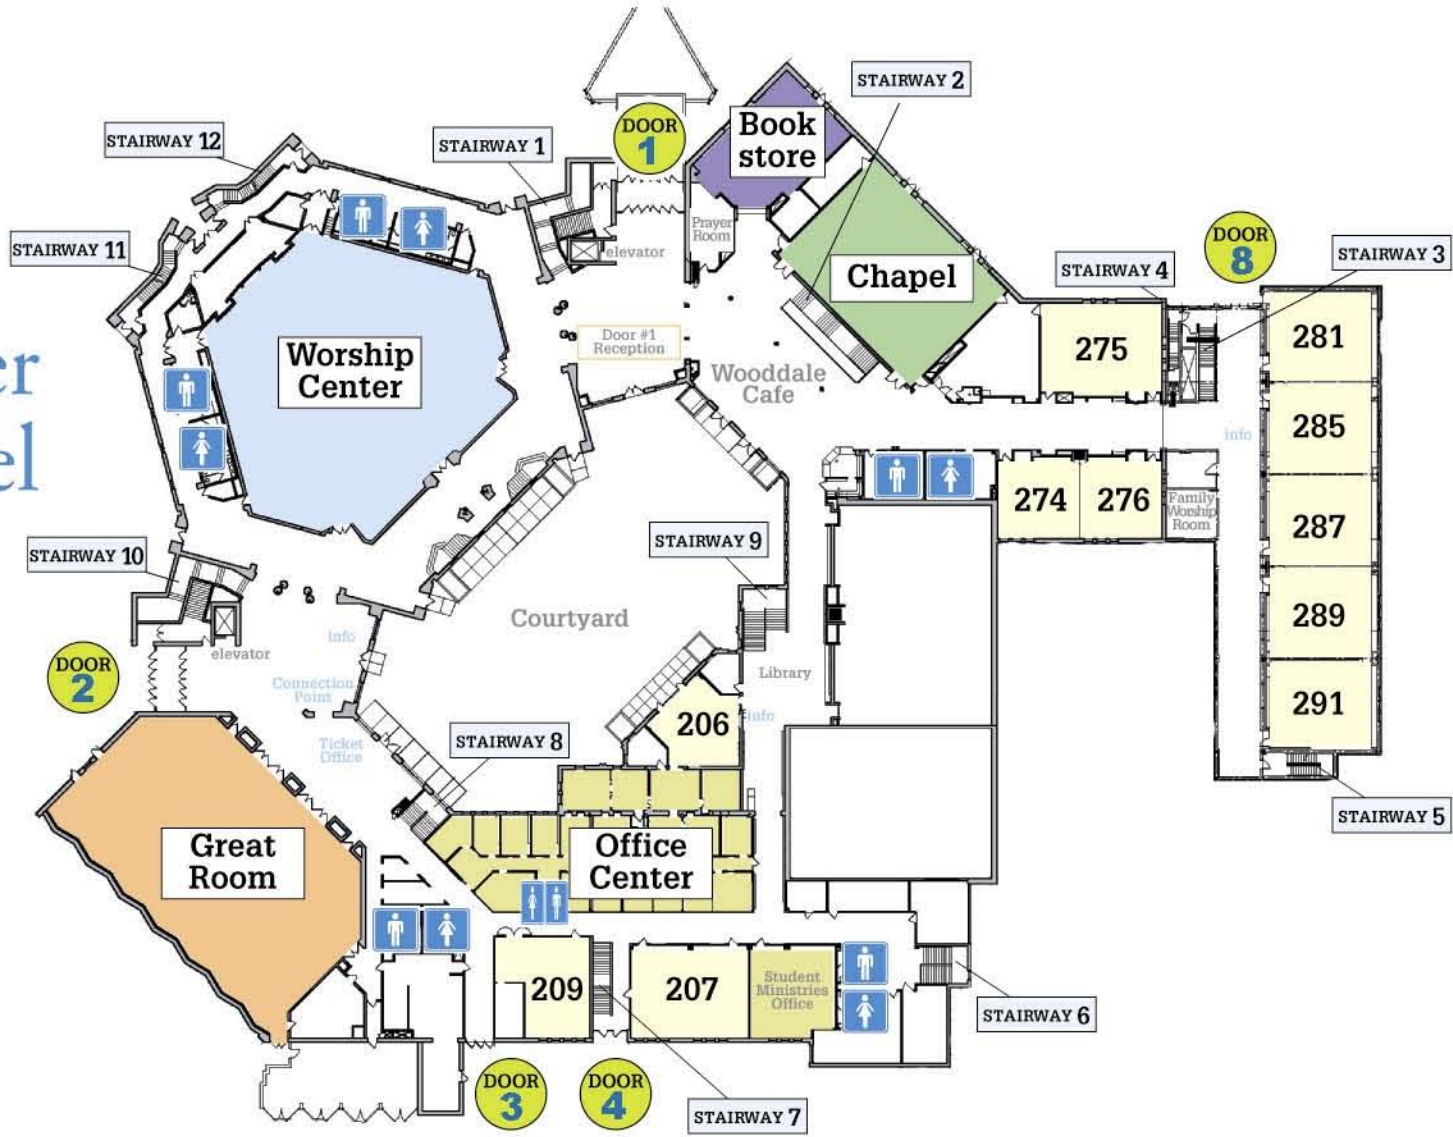 STAIRWAY 2
DOOR
1
Book
store
STAIRWAY 12
STAIRWAY 1
Prayer
Room
elevator
STAIRWAY 11
DOOR
8
STAIRWAY 3
STAIRWAY 4
Chapel
281
Door #1
Reception
275
Worship
Center
er
el
Wooddale
Cafe
285
info
274
276
Family
Worship
Room
287
STAIRWAY 9
STAIRWAY 10
Courtyard
289
info
elevator
DOOR
2
Connection
Point
Library
291
206
info
Ticket
Office
STAIRWAY 8
STAIRWAY 5
Great
Room
Office
Center
209
207
Student
Ministries
Office
STAIRWAY 6
DOOR
3
DOOR
4
STAIRWAY 7